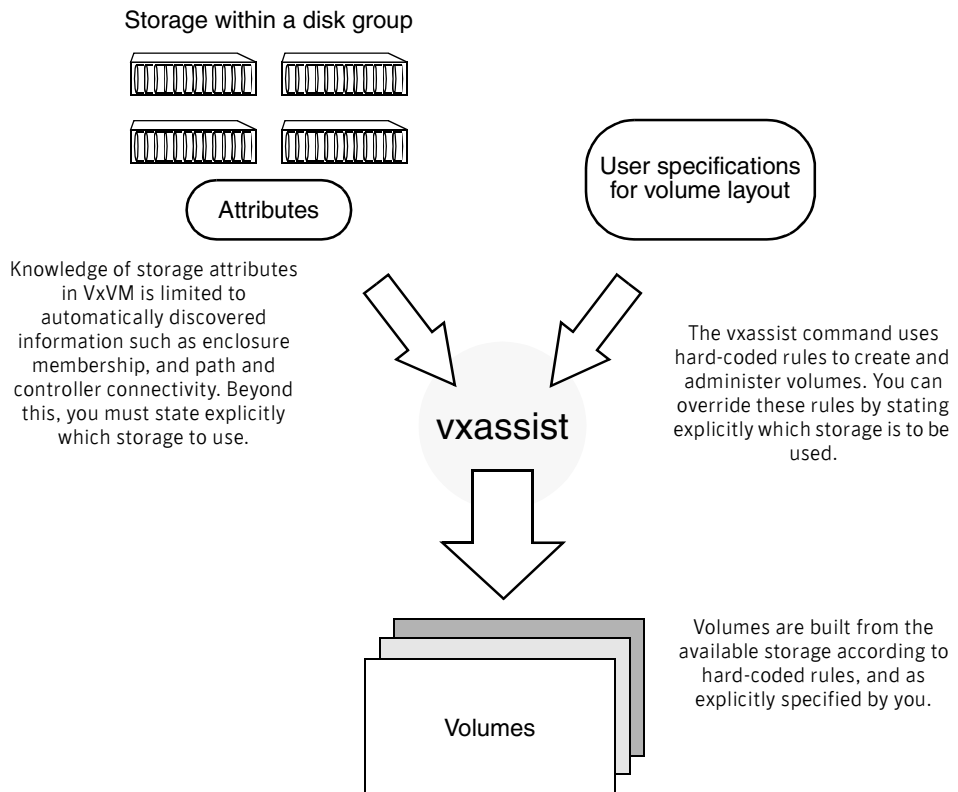 Storage within a disk group
User specifications
for volume layout
Attributes
Knowledge of storage attributes
in VxVM is limited to
automatically discovered
information such as enclosure
membership, and path and
controller connectivity. Beyond
this, you must state explicitly
which storage to use.
The vxassist command uses
hard-coded rules to create and
administer volumes. You can
override these rules by stating
explicitly which storage is to be
used.
vxassist
Volumes are built from the
available storage according to
hard-coded rules, and as
explicitly specified by you.
Volumes